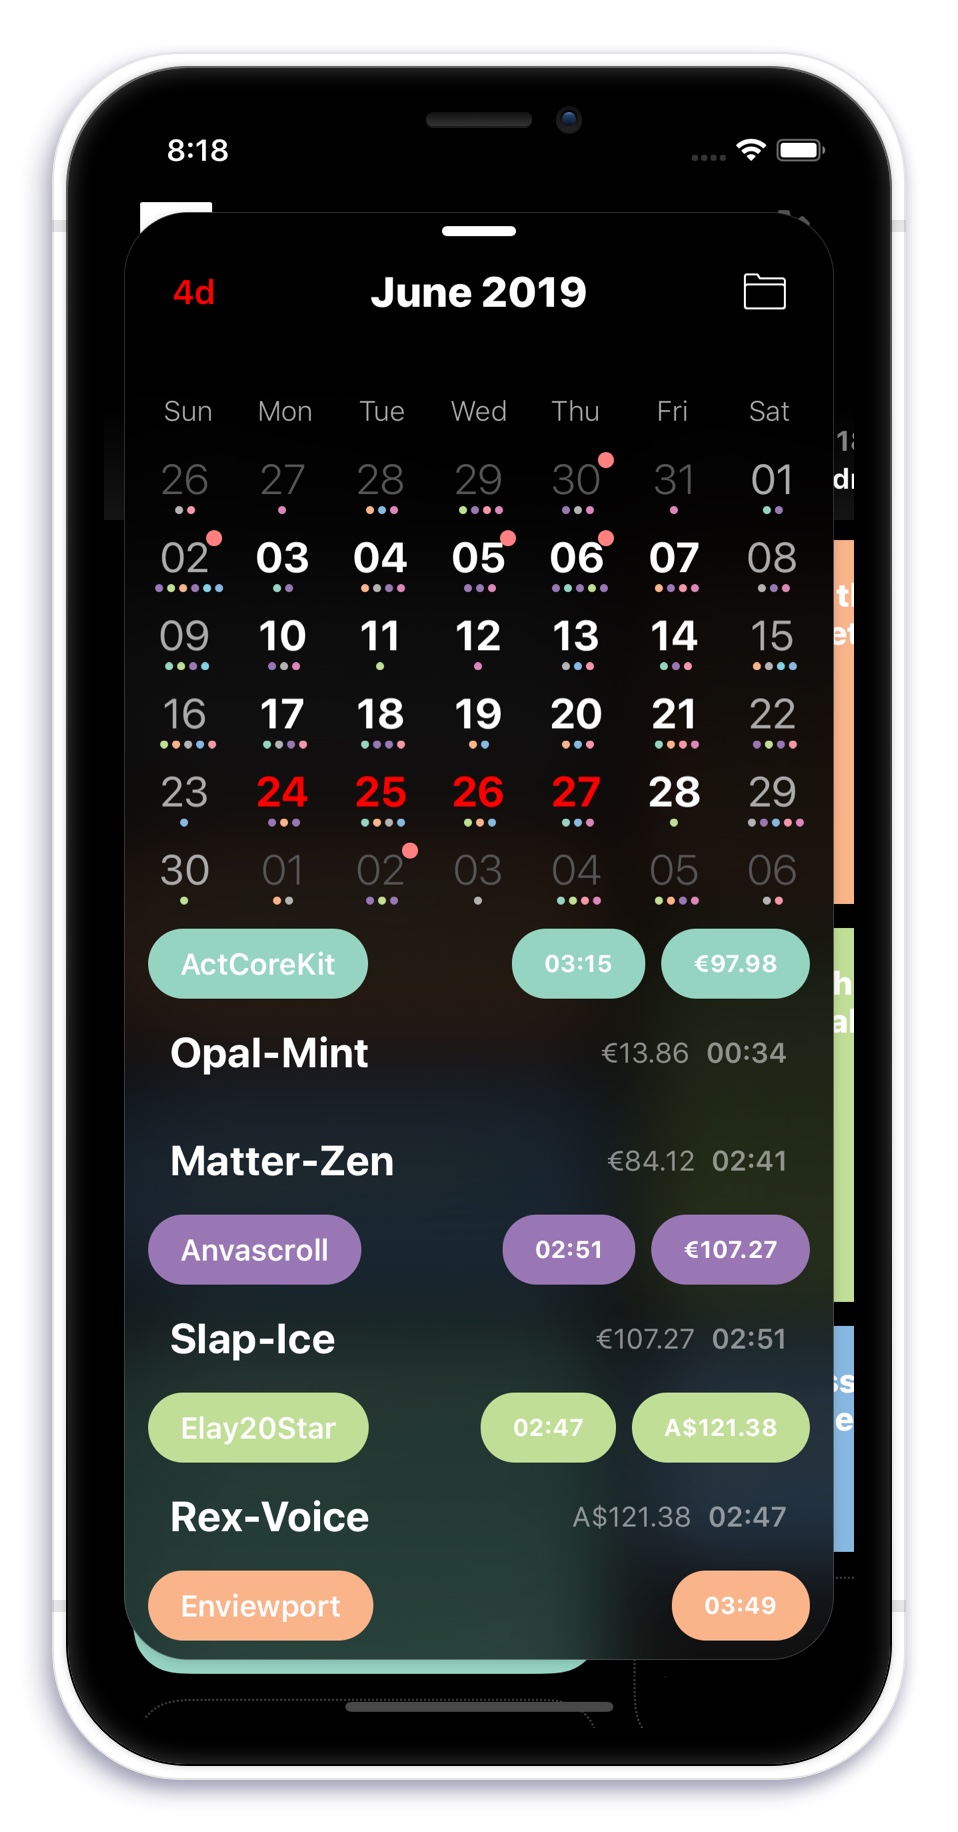 8:18
4d June 2019
Sun Mon Tue Wed Thu Fri Sat
26 27 28 29 30 31 01
02 03 04 05 06 07 08
09 10 11 12 13 14 15
16 17 18 19 20 21 22
23 24 25 26 27 28 29
30 01 02 03 04 05 06
ActCoreKit 03:15 €97.98
Opal-Mint €13.86 00:34
Matter-Zen €84.12 02:41
Anvascroll 02:51 €107.27
Slap-Ice €107.27 02:51
Elay20Star 02:47 A$121.38
Rex-Voice A$121.38 02:47
Enviewport 03:49